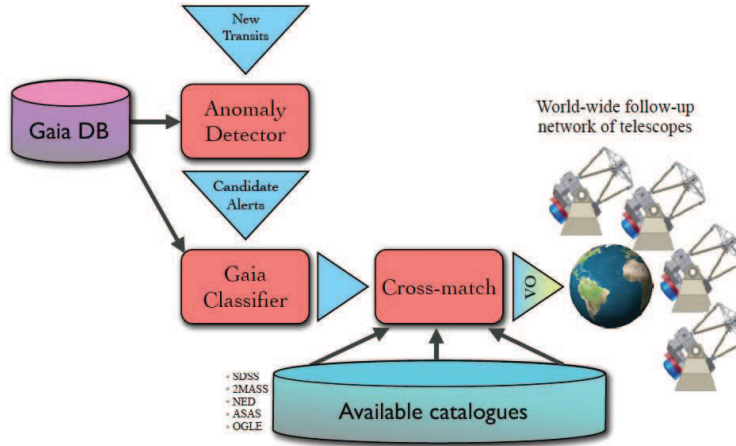 New
Transits
Gaia DB
Anomaly
Detector
World-wide follow-up
network of telescopes
Candidate
Alerts
Gaia
Classifier
Cross-match
VO
SDSS
2MASS
NED
ASAS
OGLE
Available catalogues